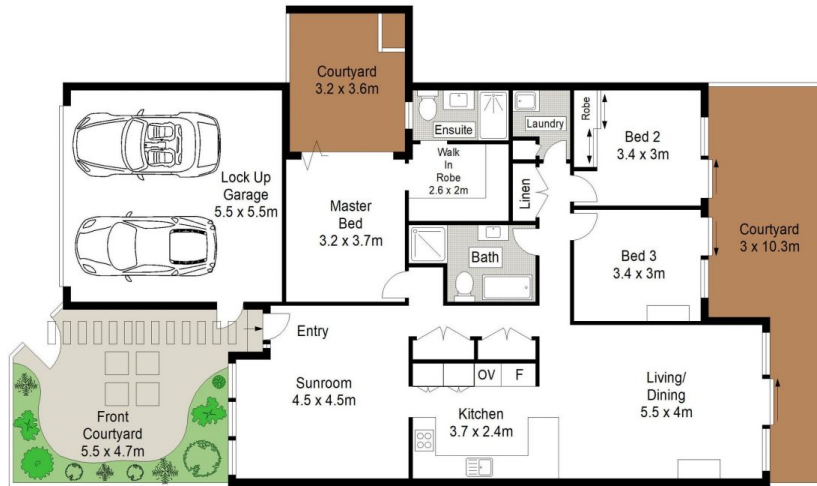 Courtyard
3.2 x 3.6m
Ensuite
Laundry
Robe
Bed 2
3.4 x 3m
Lock Up
Garage
5.5 x 5.5m
Walk
In
Robe
2.6 x 2m
Linen
Master
Bed
3.2 x 3.7m
Bath
Bed 3
3.4 x 3m
Courtyard
3 x 10.3m
Entry
Sunroom
4.5 x 4.5m
OV
F
Kitchen
3.7 x 2.4m
Living/
Dining
5.5 x 4m
Front
Courtyard
5.5 x 4.7m